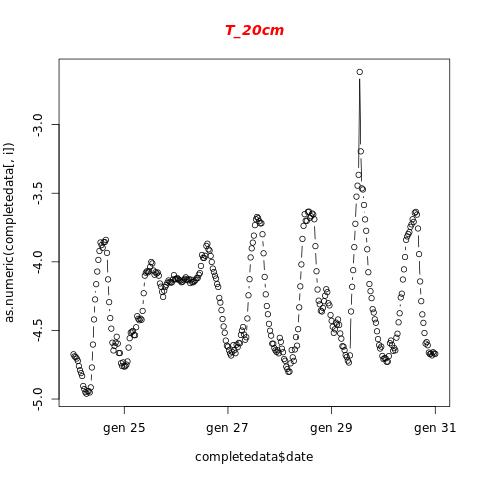 T_20cm
as.numeric(completedata[, i])
-3.0
-3.5
-4.0
-4.5
-5.0
gen 25
gen 27
gen 29
gen 31
completedata$date